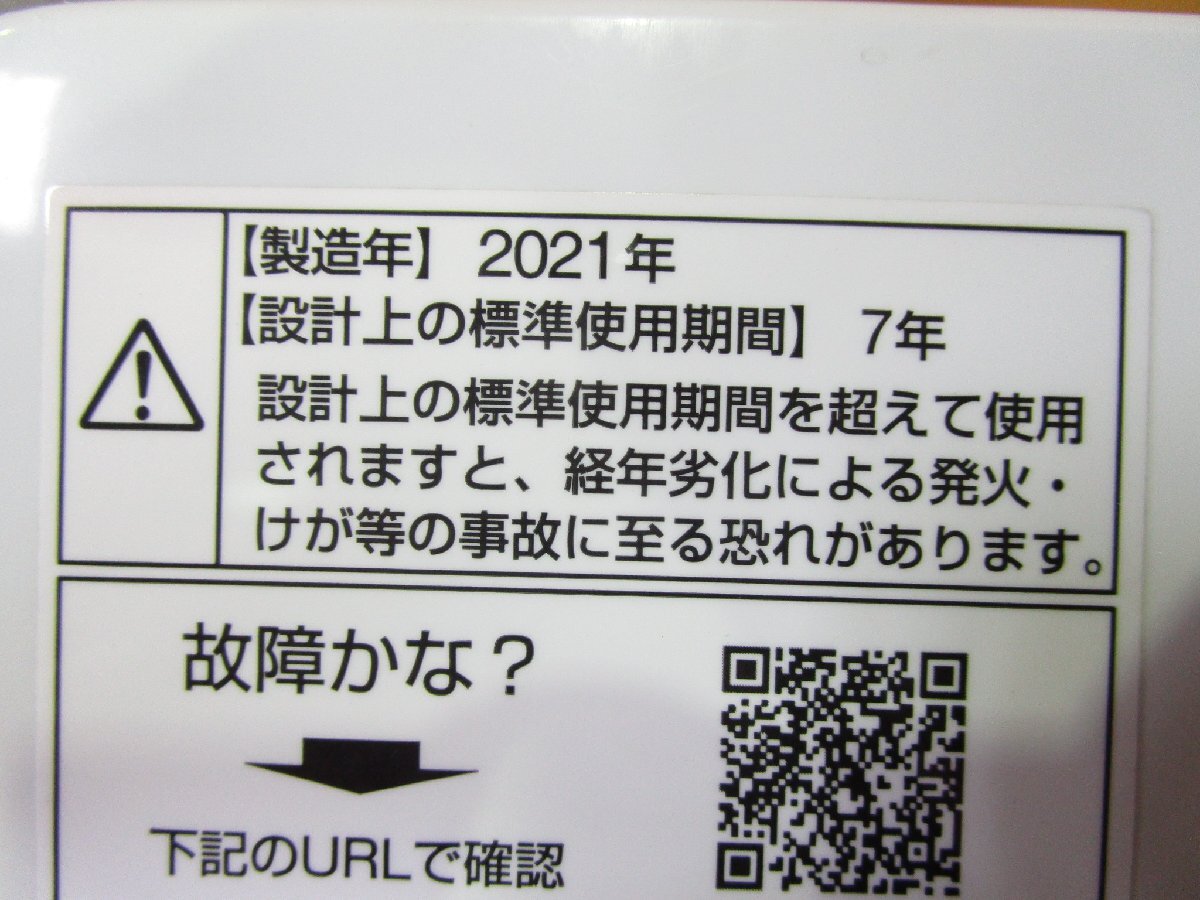 【製造年】 2021年
【設計上の標準使用期間】 7年
設計上の標準使用期間を超えて使用
されますと、経年劣化による発火・
けが等の事故に至る恐れがあります。
故障かな？
下記のURLで確認